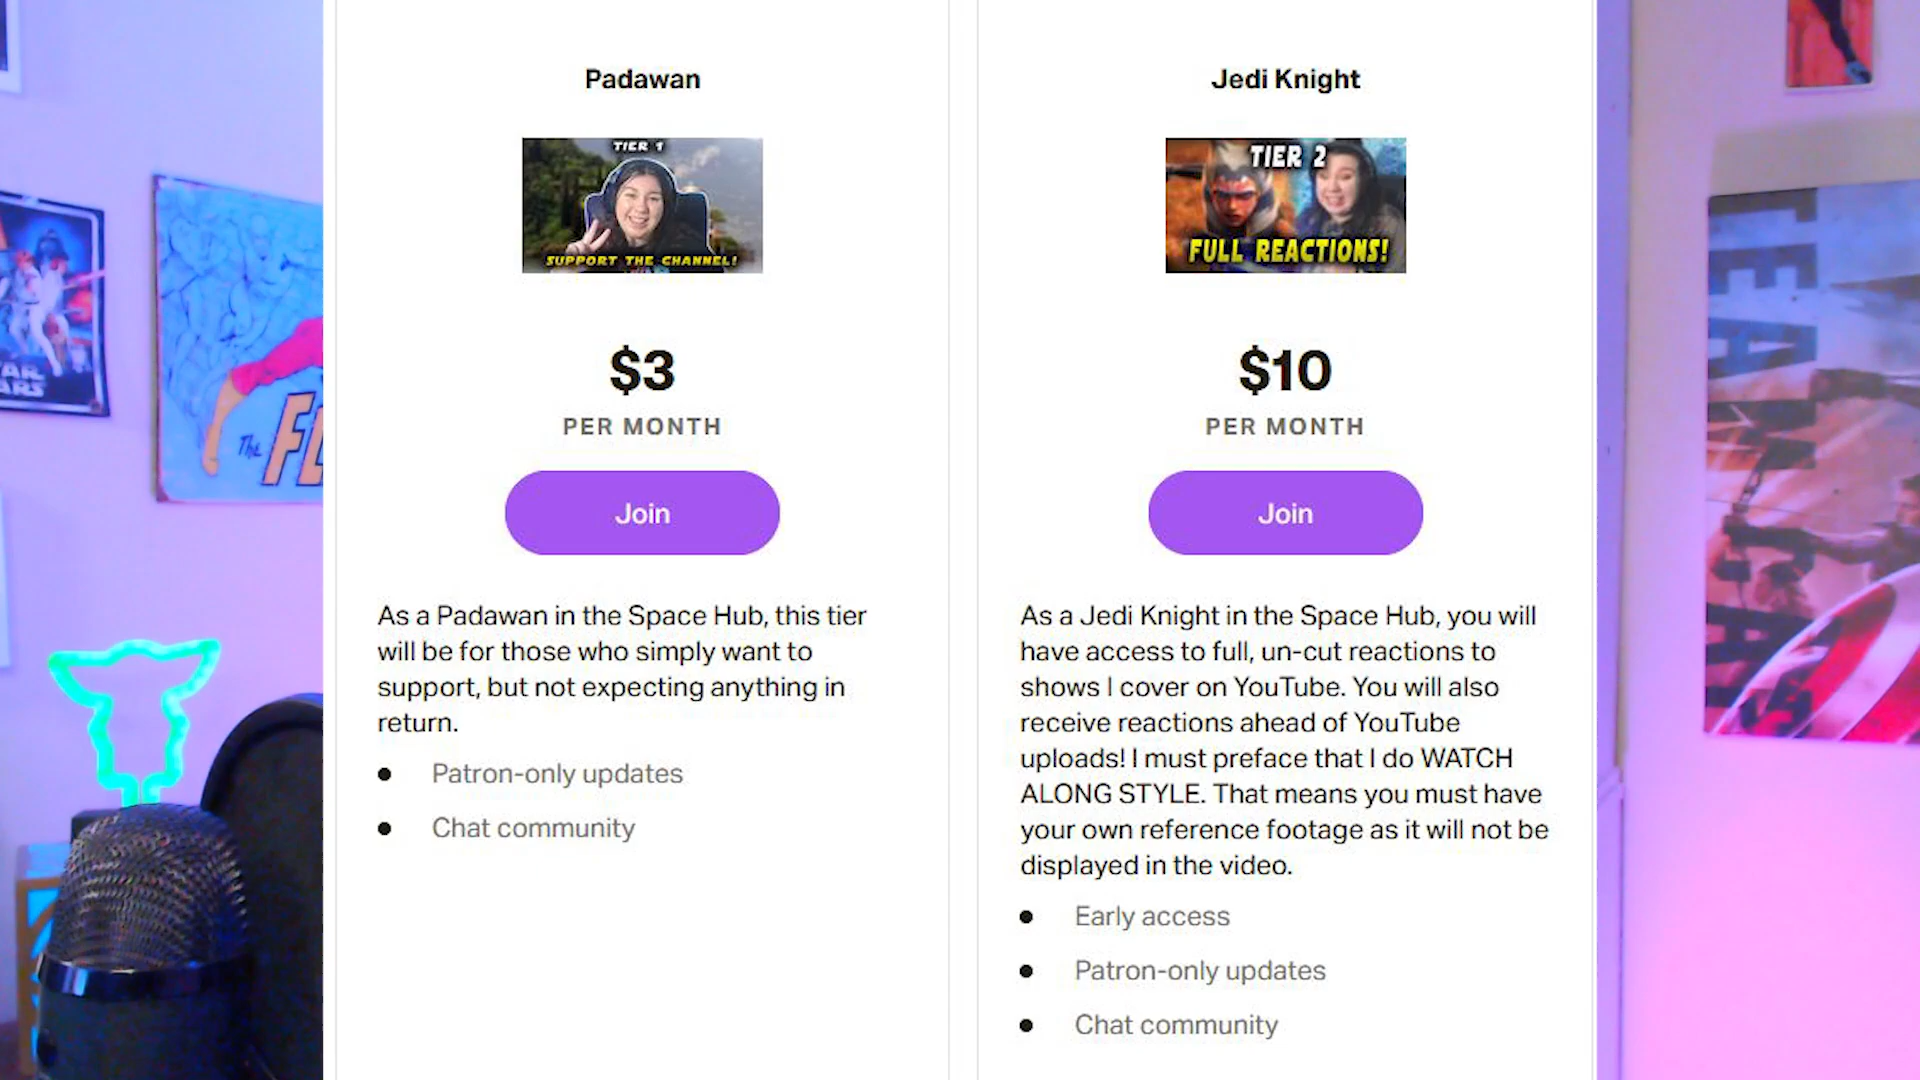 Padawan
TIER 1
SUPPORT THE CHANNEL!
$3
PER MONTH
Join
As a Padawan in the Space Hub, this tier
will be for those who simply want to
support, but not expecting anything in
return.
Patron-only updates
Chat community
Jedi Knight
TIER 2
FULL REACTIONS!
$10
PER MONTH
Join
As a Jedi Knight in the Space Hub, you will
have access to full, un-cut reactions to
shows I cover on YouTube. You will also
receive reactions ahead of YouTube
uploads! I must preface that I do WATCH
ALONG STYLE. That means you must have
your own reference footage as it will not be
displayed in the video.
Early access
Patron-only updates
Chat community
STAR
WARS
The
TEAM